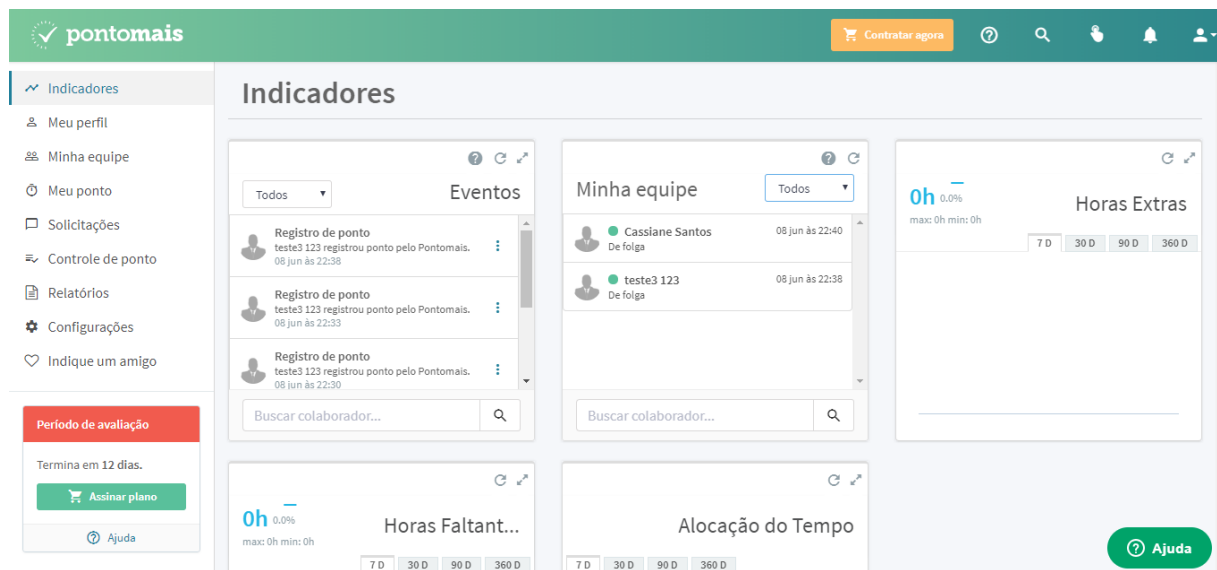 pontomais
Contratar agora
Indicadores
Meu perfil
Minha equipe
Meu ponto
Solicitações
Controle de ponto
Relatórios
Configurações
Indique um amigo
Período de avaliação
Termina em 12 dias.
Assinar plano
Ajuda
Indicadores
Todos
Eventos
Registro de ponto
teste3 123 registrou ponto pelo Pontomais.
08 jun às 22:38
Registro de ponto
teste3 123 registrou ponto pelo Pontomais.
08 jun às 22:33
Registro de ponto
teste3 123 registrou ponto pelo Pontomais.
08 jun às 22:30
Buscar colaborador...
Minha equipe
Todos
Cassiane Santos 08 jun às 22:40
De folga
teste3 123 08 jun às 22:38
De folga
Buscar colaborador...
0h 0.0%
max: 0h min: 0h
Horas Extras
7 D 30 D 90 D 360 D
0h 0.0%
max: 0h min: 0h
Horas Faltant...
7 D 30 D 90 D 360 D
Alocação do Tempo
7 D 30 D 90 D 360 D
Ajuda